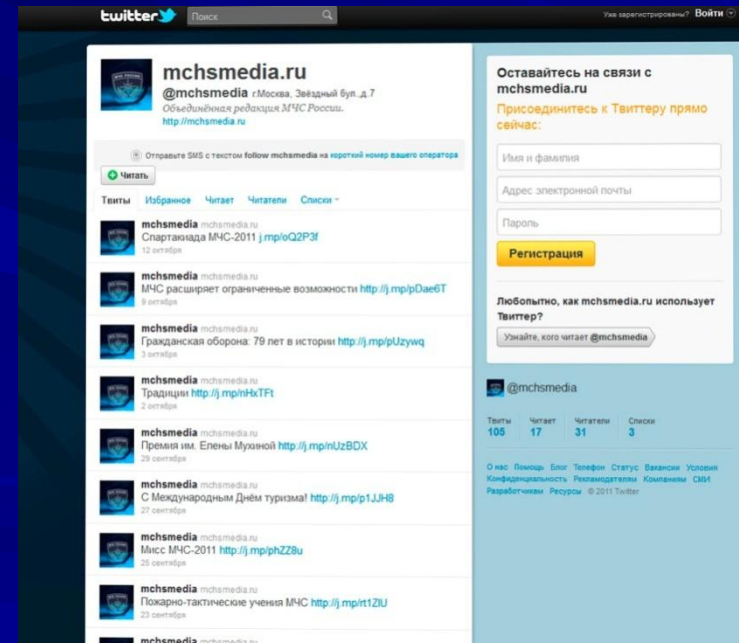 twitter Поиск Уже зарегистрированы? Войти
mchsmedia.ru
@mchsmedia г.Москва, Звёздный бул.,д.7
Объединённая редакция МЧС России.
http://mchsmedia.ru
Отправьте SMS с текстом follow mchsmedia на короткий номер вашего оператора
Читать
Твиты Избранное Читает Читатели Списки
mchsmedia mchsmedia.ru
Спартакиада МЧС-2011 j.mp/oQ2P3f
12 октября
mchsmedia mchsmedia.ru
МЧС расширяет ограниченные возможности http://j.mp/pDae6T
9 октября
mchsmedia mchsmedia.ru
Гражданская оборона: 79 лет в истории http://j.mp/pUzywq
3 октября
mchsmedia mchsmedia.ru
Традиции http://j.mp/nHxTFt
2 октября
mchsmedia mchsmedia.ru
Премия им. Елены Мухиной http://j.mp/nUzBDX
29 сентября
mchsmedia mchsmedia.ru
С Международным Днём туризма! http://j.mp/p1JJH8
27 сентября
mchsmedia mchsmedia.ru
Мисс МЧС-2011 http://j.mp/phZZ8u
25 сентября
mchsmedia mchsmedia.ru
Пожарно-тактические учения МЧС http://j.mp/rt1ZlU
23 сентября
mchsmedia mchsmedia.ru
Оставайтесь на связи с
mchsmedia.ru
Присоединитесь к Твиттеру прямо
сейчас:
Имя и фамилия
Адрес электронной почты
Пароль
Регистрация
Любопытно, как mchsmedia.ru использует
Твиттер?
Узнайте, кого читает @mchsmedia
@mchsmedia
Твиты Читает Читатели Списки
105 17 31 3
О нас Помощь Блог Телефон Статус Вакансии Условия
Конфиденциальность Рекламодателям Компаниям СМИ
Разработчикам Ресурсы © 2011 Twitter